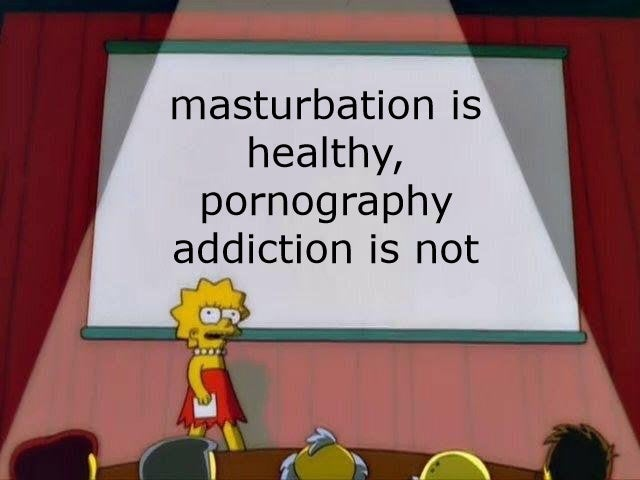 masturbation is
healthy,
pornography
addiction is not